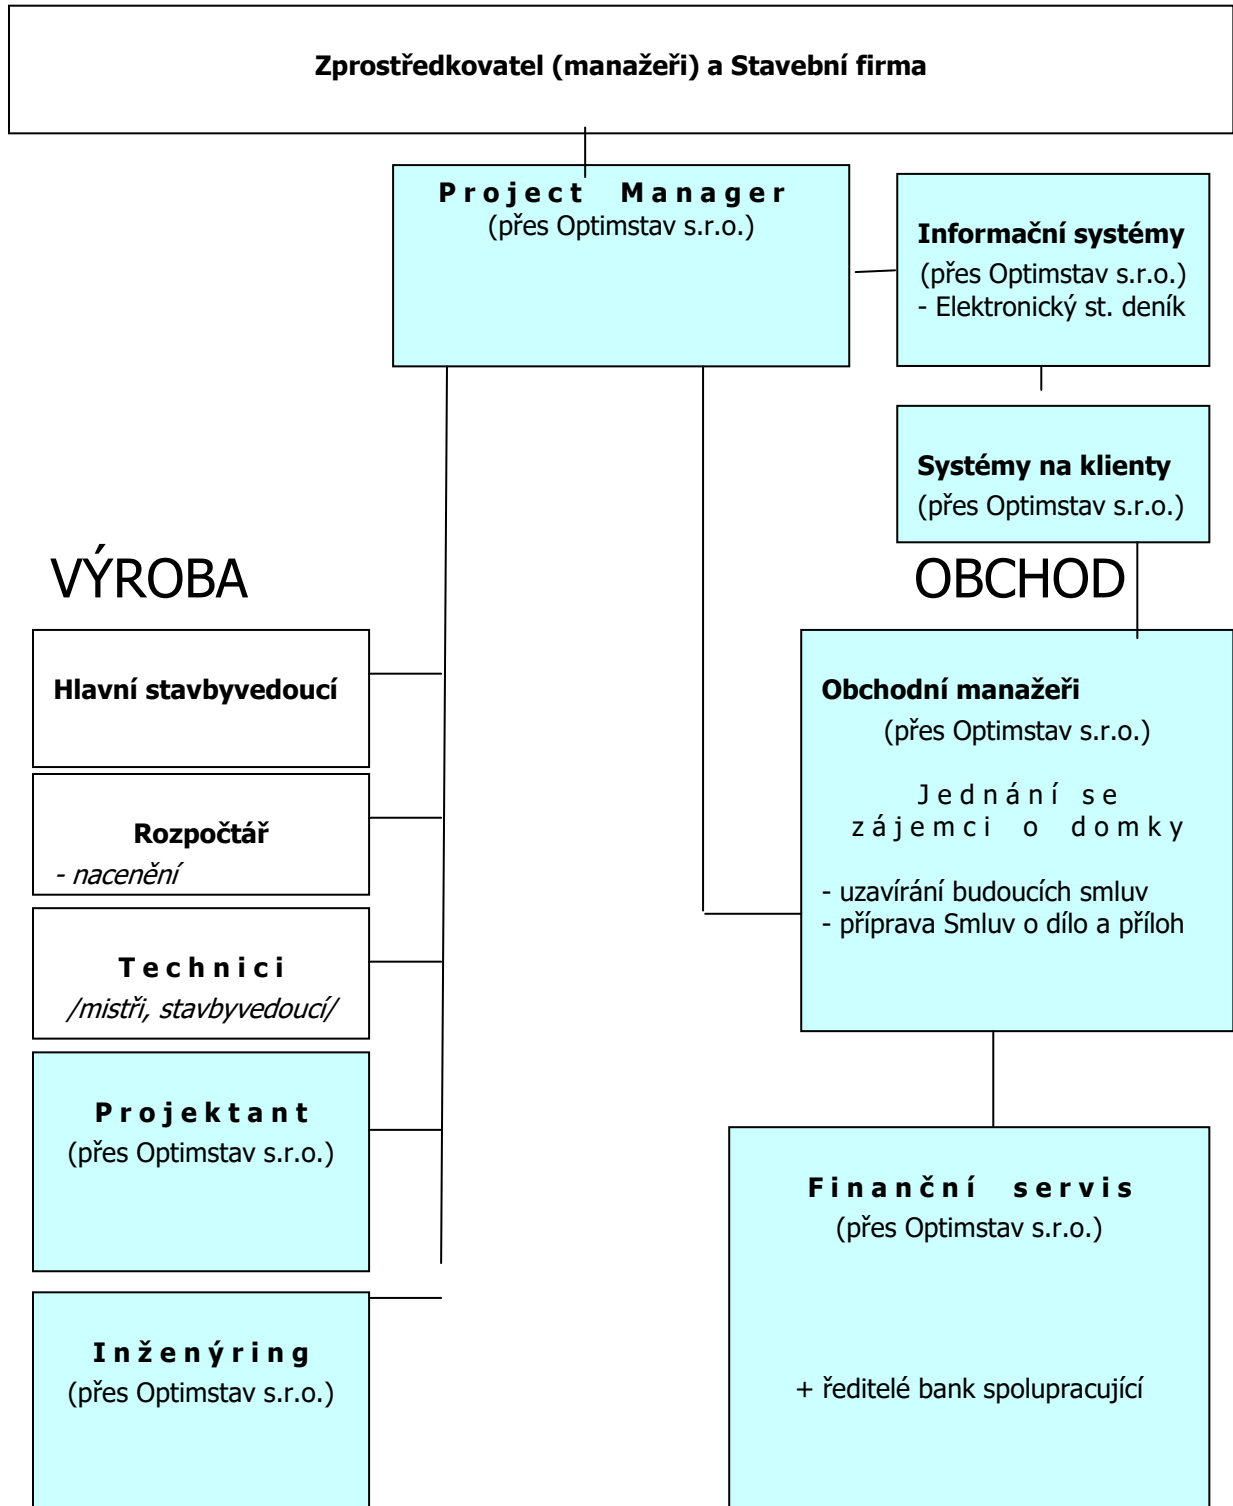 Zprostředkovatel (manažeři) a Stavební firma
Project Manager
(přes Optimstav s.r.o.)
Informační systémy
(přes Optimstav s.r.o.)
- Elektronický st. deník
Systémy na klienty
(přes Optimstav s.r.o.)
VÝROBA
OBCHOD
Hlavní stavbyvedoucí
Rozpočtář
- nacenění
Technici
/mistři, stavbyvedoucí/
Projektant
(přes Optimstav s.r.o.)
Inženýring
(přes Optimstav s.r.o.)
Obchodní manažeři
(přes Optimstav s.r.o.)
Jednání se
zájemci o domky
- uzavírání budoucích smluv
- příprava Smluv o dílo a příloh
Finanční servis
(přes Optimstav s.r.o.)
+ ředitelé bank spolupracující